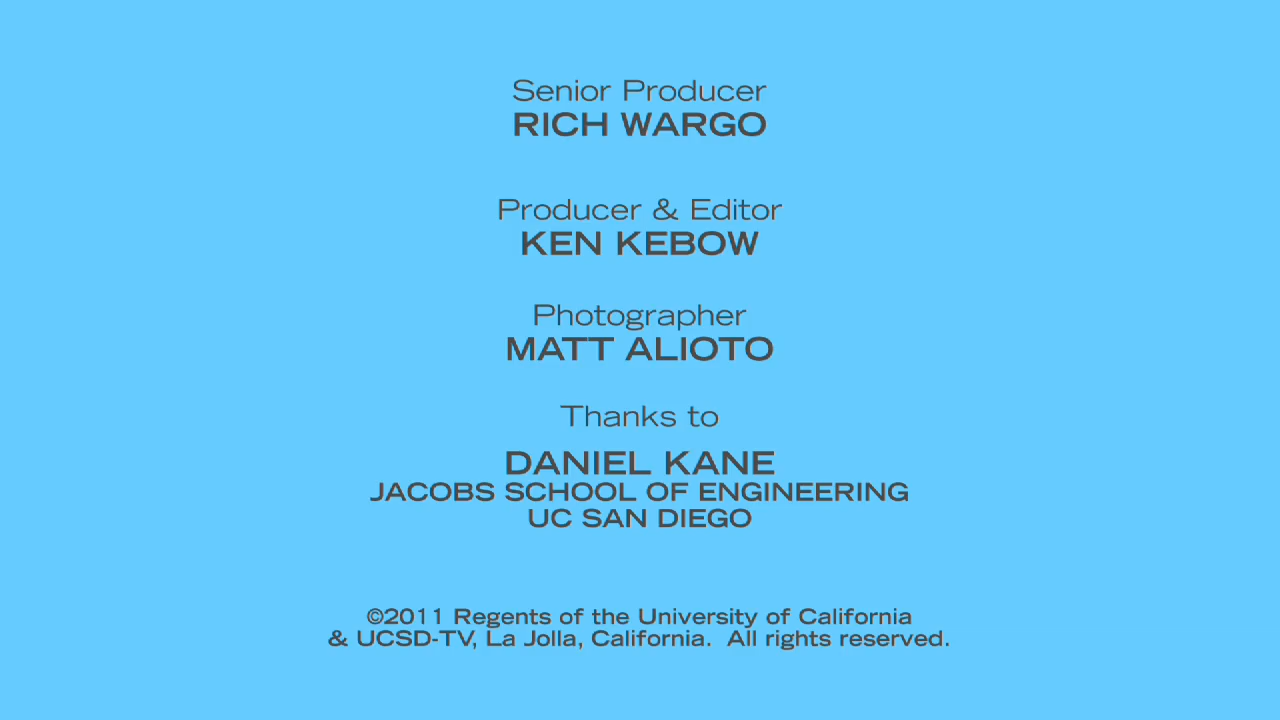 Senior Producer
RICH WARGO
Producer & Editor
KEN KEBOW
Photographer
MATT ALIOTO
Thanks to
DANIEL KANE
JACOBS SCHOOL OF ENGINEERING
UC SAN DIEGO
©2011 Regents of the University of California
& UCSD-TV, La Jolla, California.  All rights reserved.